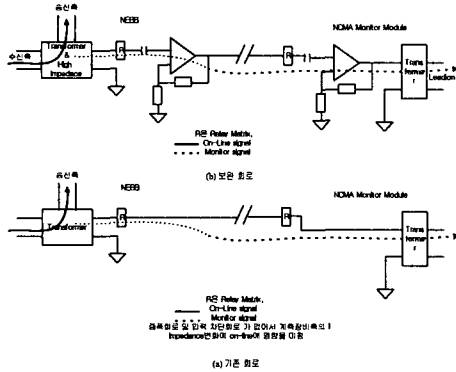 송신측
NEBB
NCMA Monitor Module
수신측
Transformer
&
High
Impedance
R
R
Trans
former
r
R은 Relay Matrix,
On-Line signal
Monitor signal
(b) 보완 회로
송신측
NEBB
NCMA Monitor Module
Transformer
R
R
Trans
former
r
R은 Relay Matrix,
On-Line signal
Monitor signal
증폭회로 및 입력 차단회로 가 없어서 계측장비측의 I
Impedance변화에 on-line에 영향을 미침
(a) 기존 회로